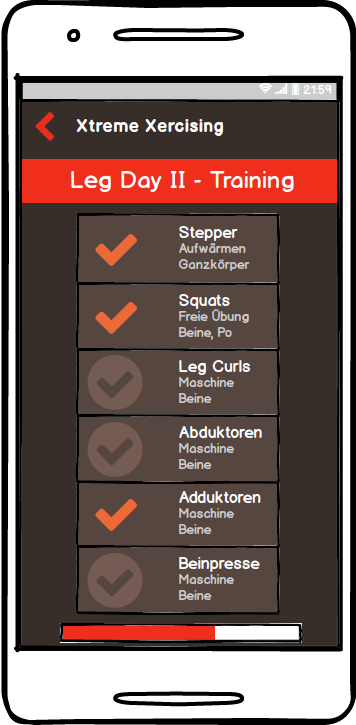 21:59
Xtreme Xercising
Leg Day II - Training
Stepper
Aufwärmen
Ganzkörper
Squats
Freie Übung
Beine, Po
Leg Curls
Maschine
Beine
Abduktoren
Maschine
Beine
Adduktoren
Maschine
Beine
Beinpresse
Maschine
Beine